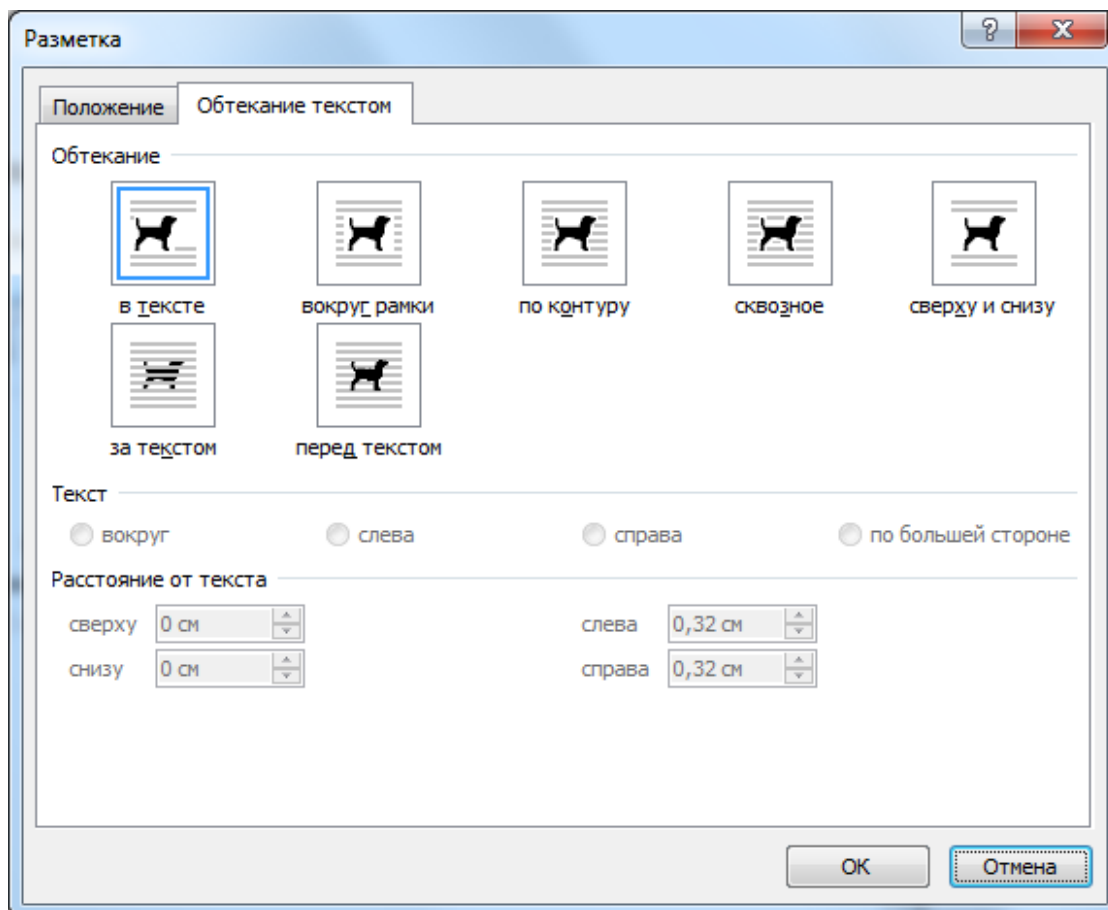 Разметка
Положение Обтекание текстом
Обтекание
в тексте вокруг рамки по контуру сквозное сверху и снизу
за текстом перед текстом
Текст
вокруг слева справа по большей стороне
Расстояние от текста
сверху 0 см слева 0,32 см
снизу 0 см справа 0,32 см
ОК Отмена